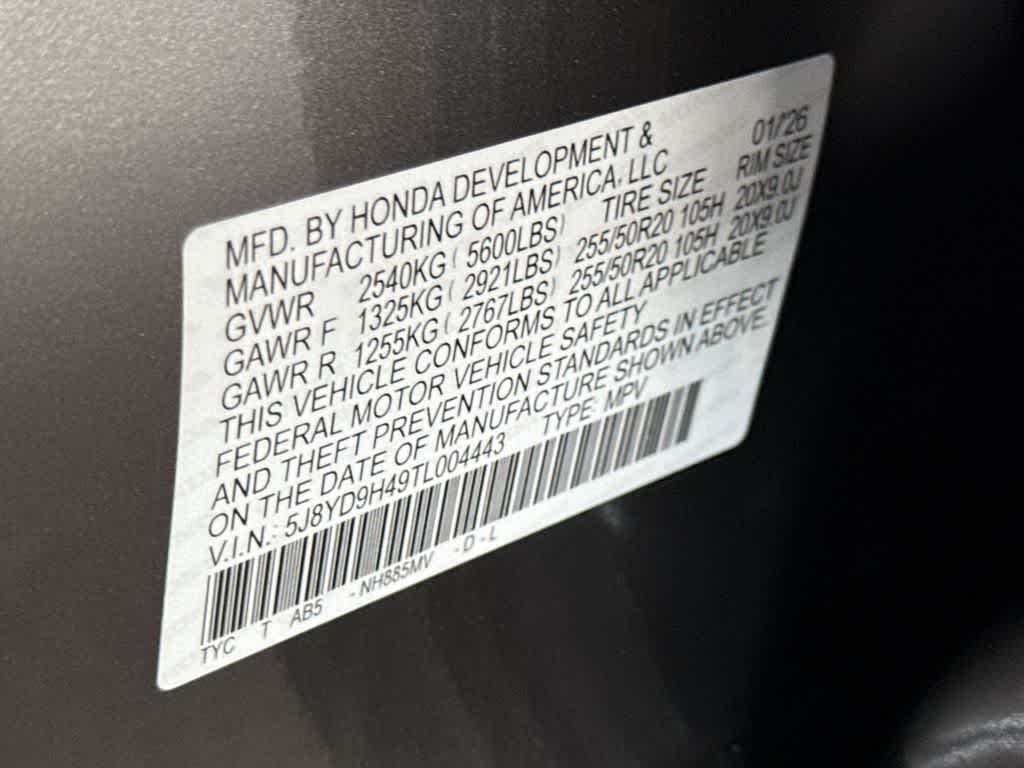 MFD. BY HONDA DEVELOPMENT & 01/'26
MANUFACTURING OF AMERICA, LLC RIM SIZE
GVWR 2540KG ( 5600LBS) TIRE SIZE
GAWR F 1325KG ( 2921LBS) 255/50R20 105H 20X9.0J
GAWR R 1255KG ( 2767LBS) 255/50R20 105H 20X9.0J
THIS VEHICLE CONFORMS TO ALL APPLICABLE
FEDERAL MOTOR VEHICLE SAFETY
AND THEFT PREVENTION STANDARDS IN EFFECT
ON THE DATE OF MANUFACTURE SHOWN ABOVE.
V.I.N.: 5J8YD9H49TL004443 TYPE: MPV
TYC T AB5 - NH885MV - D - L